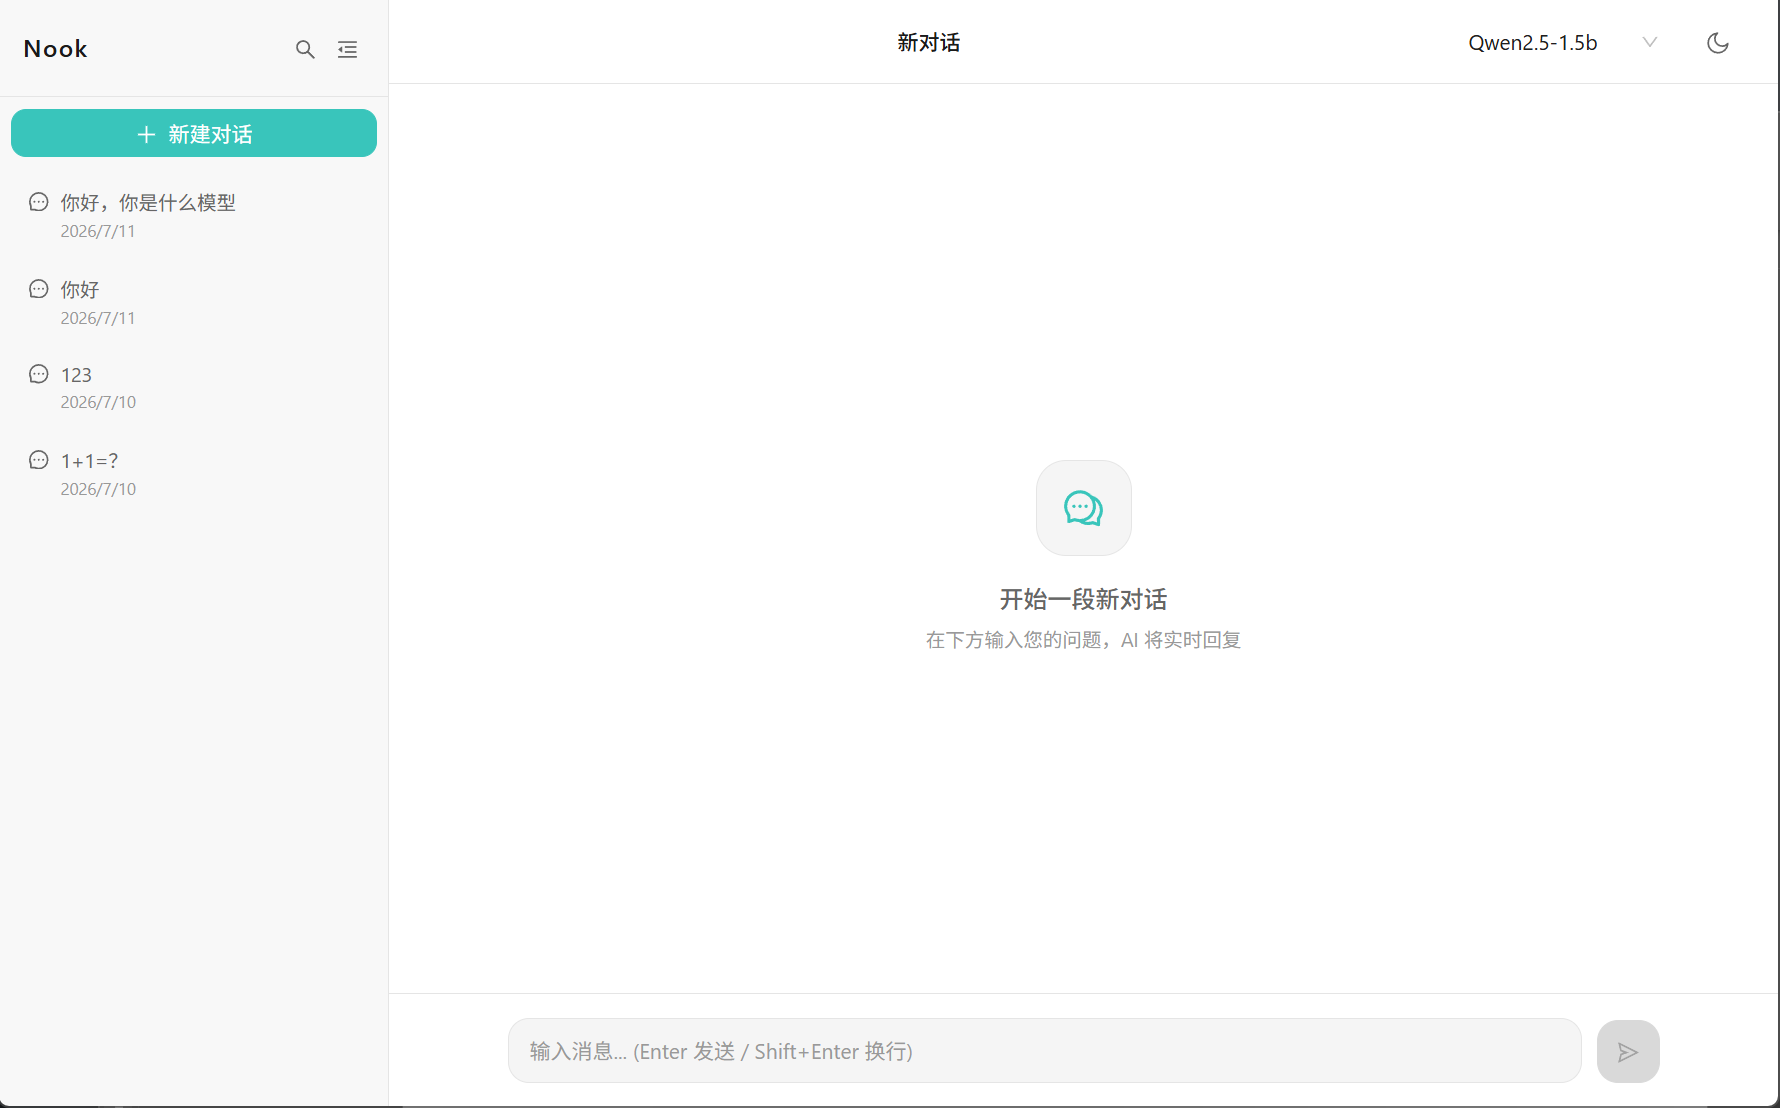 Nook
新建对话
你好，你是什么模型
2026/7/11
你好
2026/7/11
123
2026/7/10
1+1=?
2026/7/10
新对话
Qwen2.5-1.5b
开始一段新对话
在下方输入您的问题，AI 将实时回复
输入消息... (Enter 发送 / Shift+Enter 换行)